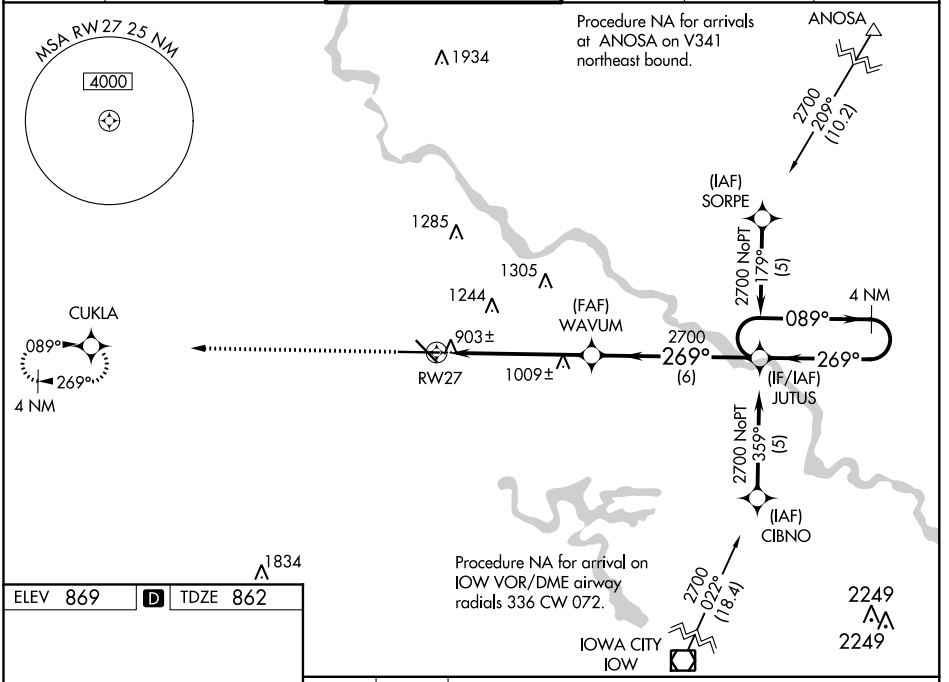 MSA RW27 25 NM
4000
1934
Procedure NA for arrivals
at ANOSA on V341
northeast bound.
ANOSA
2700
209°
(10.2)
(IAF)
SORPE
2700 NoPT
179°
(5)
1285
1305
1244
(FAF)
WAVUM
4 NM
089°
CUKLA
089°
269°
4 NM
903±
RW27
1009±
2700
269°
(6)
269°
(IF/IAF)
JUTUS
2700 NoPT
359°
(5)
(IAF)
CIBNO
1834
Procedure NA for arrival on
IOW VOR/DME airway
radials 336 CW 072.
2700
022°
(18.4)
2249
2249
IOWA CITY
IOW
ELEV 869 D TDZE 862